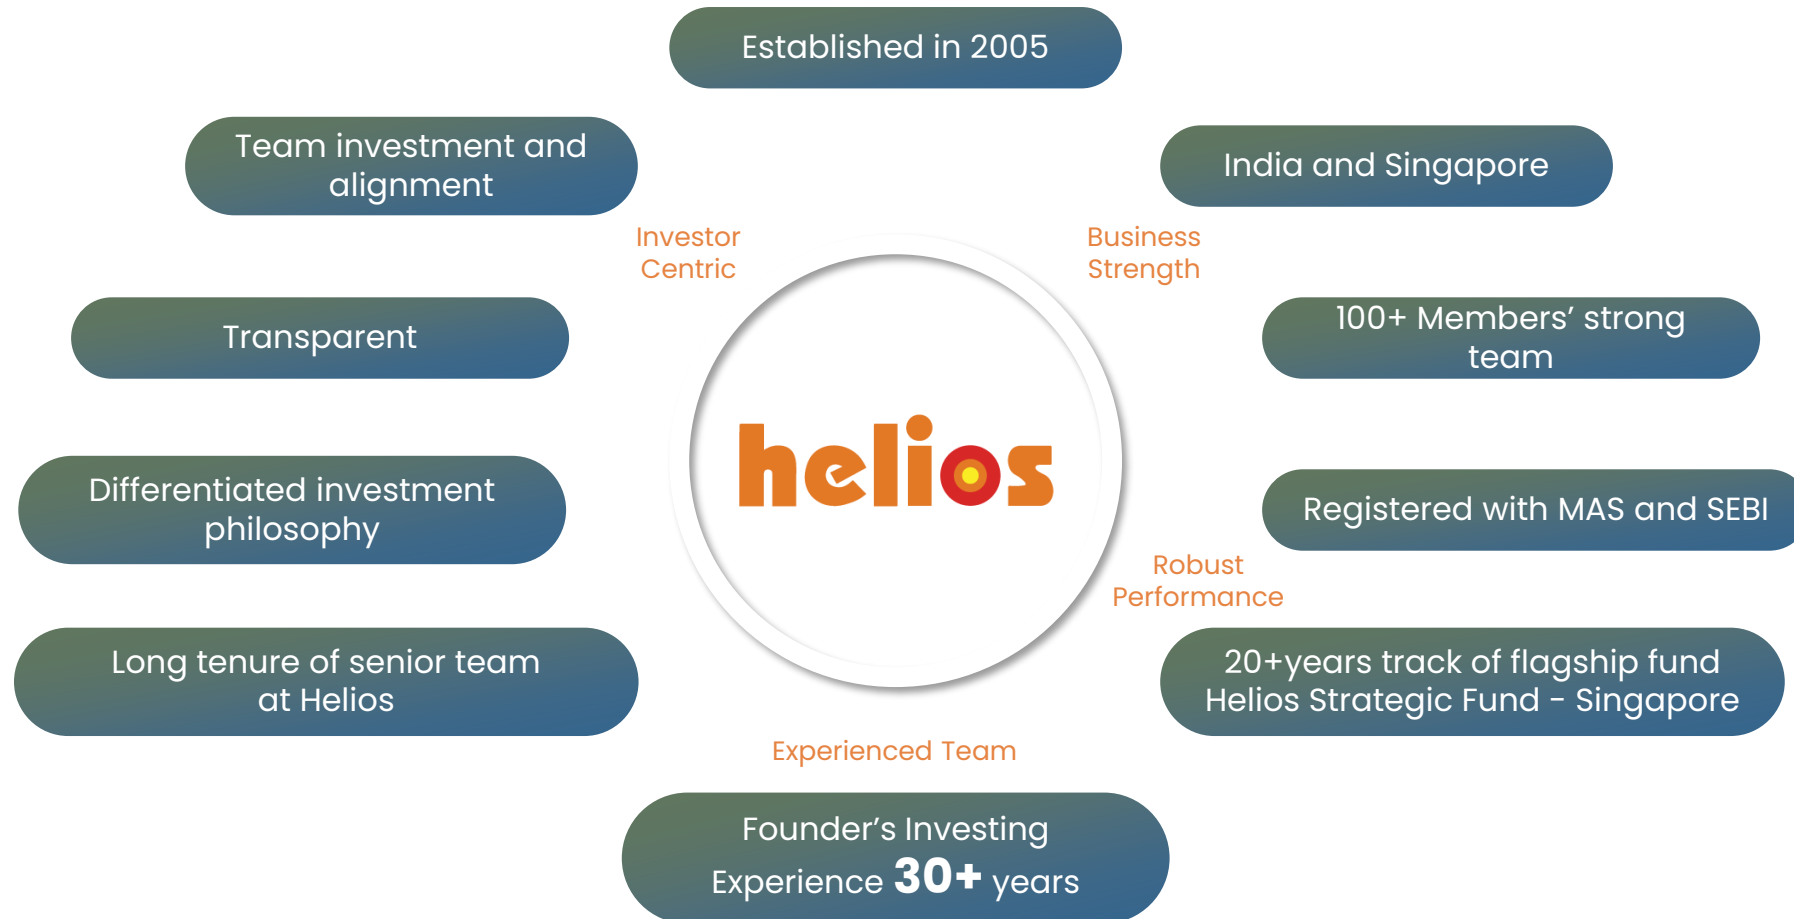 Established in 2005
Team investment and
alignment
India and Singapore
Investor
Centric
Business
Strength
Transparent
100+ Members’ strong
team
helios
Differentiated investment
philosophy
Registered with MAS and SEBI
Robust
Performance
Long tenure of senior team
at Helios
20+years track of flagship fund
Helios Strategic Fund - Singapore
Experienced Team
Founder’s Investing
Experience 30+ years